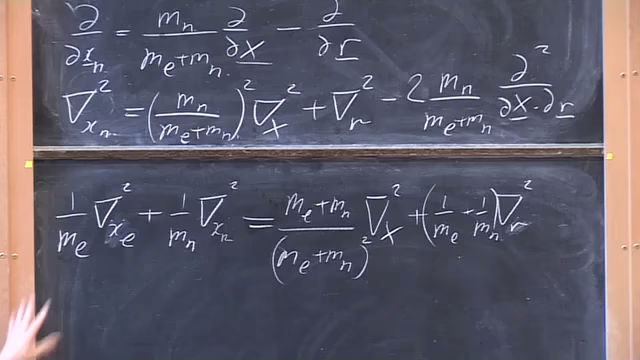 ∂/∂x_n = m_n/(m_e+m_n) ∂/∂X − ∂/∂r
∇²_{x_n} = (m_n/(m_e+m_n))² ∇²_X + ∇²_r − 2 m_n/(m_e+m_n) ∂²/(∂X·∂r)
1/m_e ∇²_{x_e} + 1/m_n ∇²_{x_n} = (m_e+m_n)/(m_e+m_n)² ∇²_X + (1/m_e + 1/m_n) ∇²_r